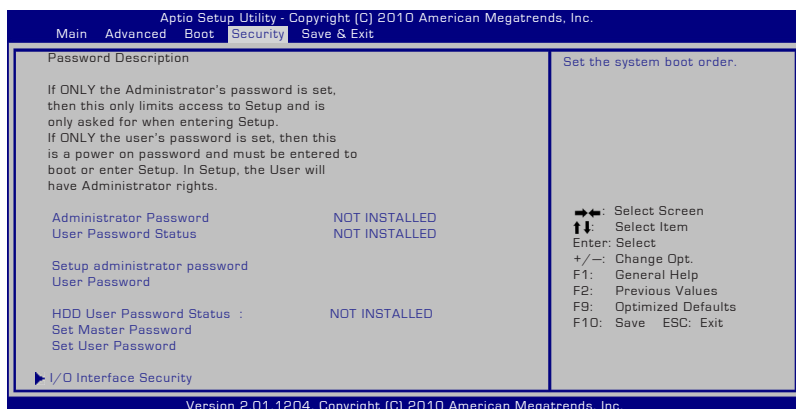 Aptio Setup Utility - Copyright (C) 2010 American Megatrends, Inc.
Main Advanced Boot Security Save & Exit
Password Description
If ONLY the Administrator's password is set,
then this only limits access to Setup and is
only asked for when entering Setup.
If ONLY the user's password is set, then this
is a power on password and must be entered to
boot or enter Setup. In Setup, the User will
have Administrator rights.
Administrator Password NOT INSTALLED
User Password Status NOT INSTALLED
Setup administrator password
User Password
HDD User Password Status : NOT INSTALLED
Set Master Password
Set User Password
I/O Interface Security
Set the system boot order.
: Select Screen
: Select Item
Enter: Select
+/—: Change Opt.
F1: General Help
F2: Previous Values
F9: Optimized Defaults
F10: Save ESC: Exit
Version 2.01.1204. Copyright (C) 2010 American Megatrends, Inc.